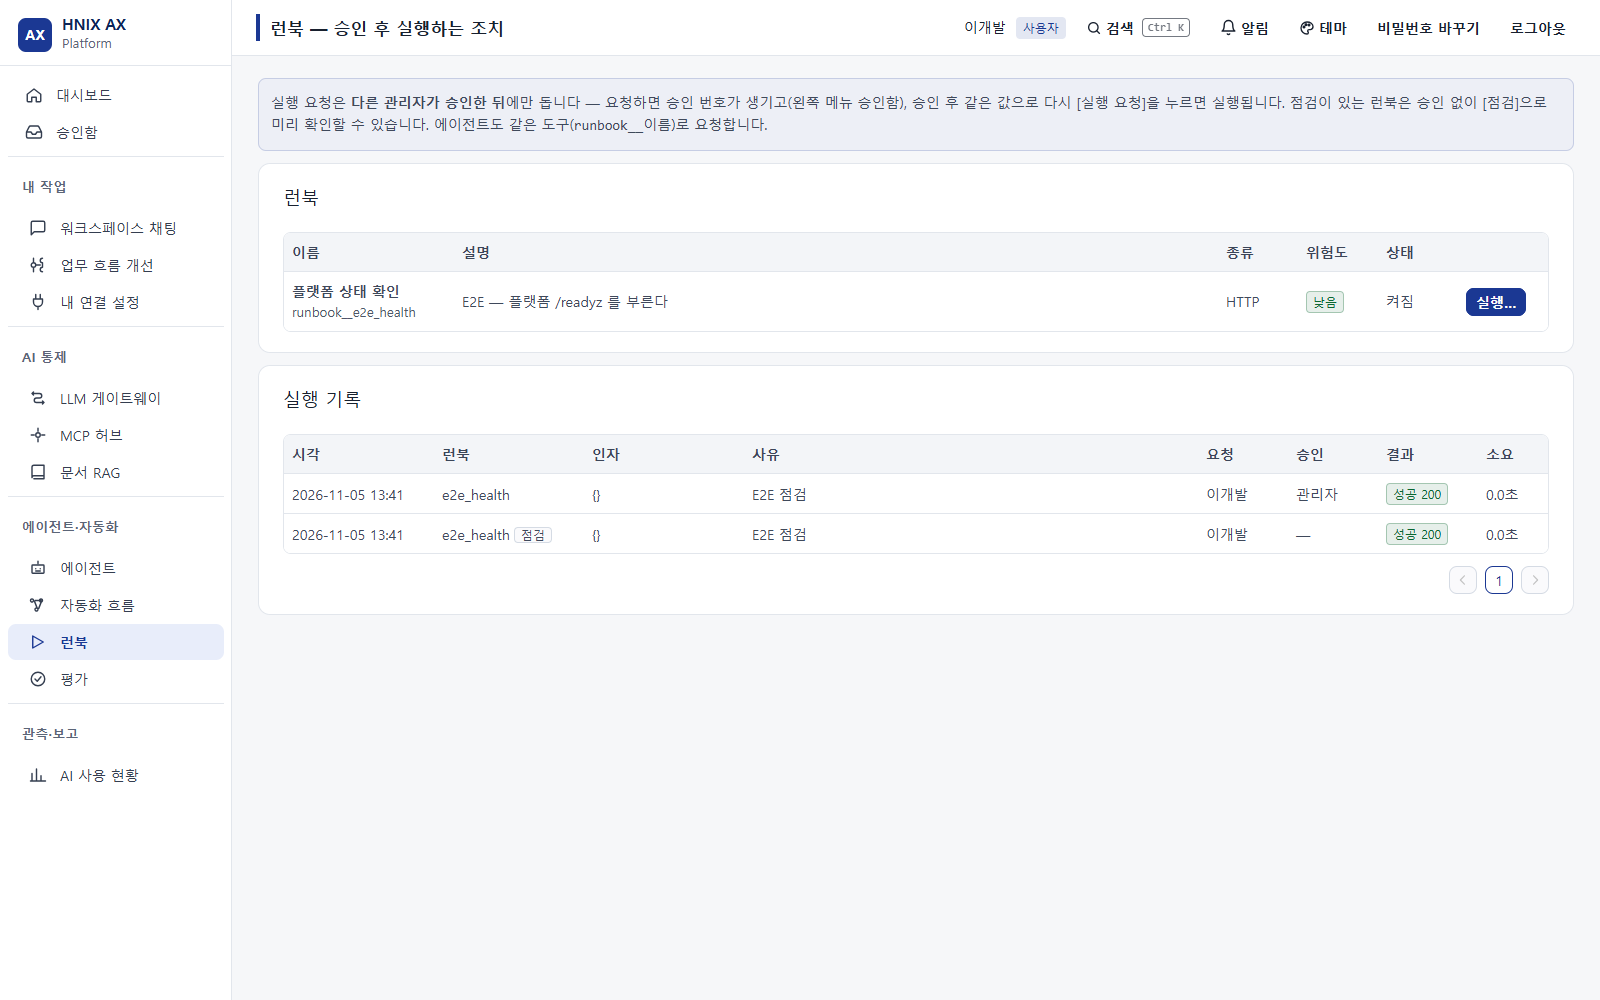 AX
HNIX AX
Platform
대시보드
승인함
내 작업
워크스페이스 채팅
업무 흐름 개선
내 연결 설정
AI 통제
LLM 게이트웨이
MCP 허브
문서 RAG
에이전트·자동화
에이전트
자동화 흐름
런북
평가
관측·보고
AI 사용 현황
런북 — 승인 후 실행하는 조치
이개발 사용자 검색 Ctrl K 알림 테마 비밀번호 바꾸기 로그아웃
실행 요청은 다른 관리자가 승인한 뒤에만 돕니다 — 요청하면 승인 번호가 생기고(왼쪽 메뉴 승인함), 승인 후 같은 값으로 다시 [실행 요청]을 누르면 실행됩니다. 점검이 있는 런북은 승인 없이 [점검]으로
미리 확인할 수 있습니다. 에이전트도 같은 도구(runbook__이름)로 요청합니다.
런북
이름 설명 종류 위험도 상태
플랫폼 상태 확인
runbook__e2e_health
E2E — 플랫폼 /readyz 를 부른다 HTTP 낮음 켜짐 실행...
실행 기록
시각 런북 인자 사유 요청 승인 결과 소요
2026-11-05 13:41 e2e_health {} E2E 점검 이개발 관리자 성공 200 0.0초
2026-11-05 13:41 e2e_health 점검 {} E2E 점검 이개발 — 성공 200 0.0초
1